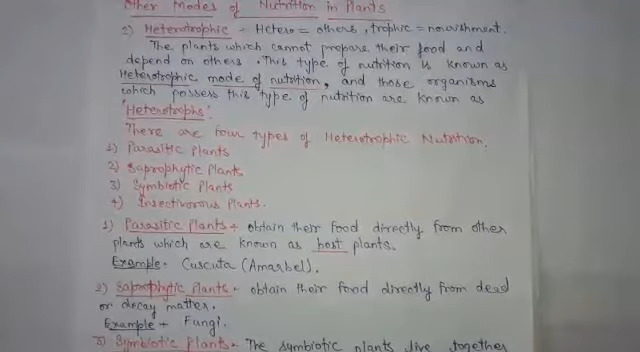 Other Modes of Nutrition in Plants
2) Heterotrophic - Hetero = others, trophic = nourishment.
The plants which cannot prepare their food and
depend on others. This type of nutrition is known as
Heterotrophic mode of nutrition, and those organisms
which possess this type of nutrition are known as
'Heterotrophs'.
There are four types of Heterotrophic Nutrition.
1) Parasitic Plants
2) Saprophytic Plants
3) Symbiotic Plants
4) Insectivorous Plants.
1) Parasitic Plants - obtain their food directly from other
plants which are known as host plants.
Example - Cuscuta (Amarbel).
2) Saprophytic Plants - obtain their food directly from dead
or decay matter.
Example - Fungi.
3) Symbiotic Plants - The symbiotic plants live together